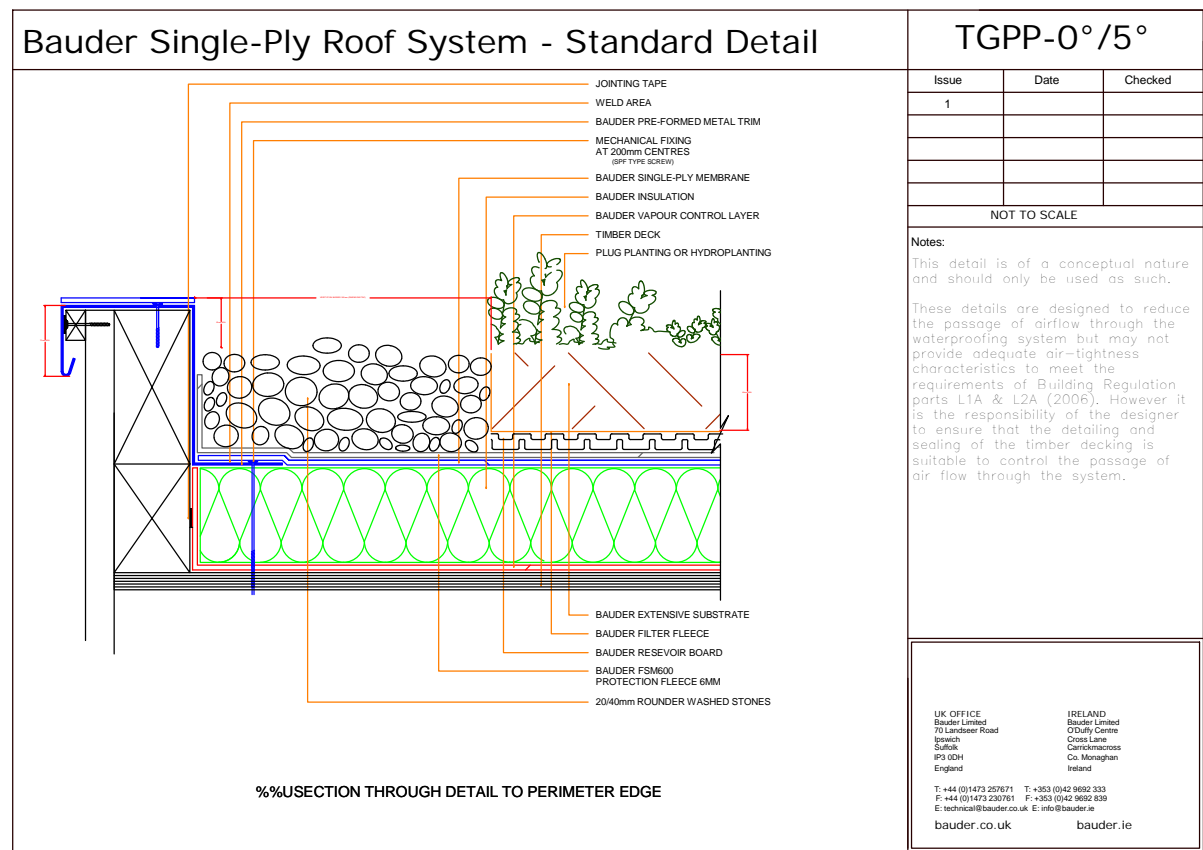 Bauder Single-Ply Roof System - Standard Detail
TGPP-0°/5°
Issue Date Checked
1
NOT TO SCALE
JOINTING TAPE
WELD AREA
BAUDER PRE-FORMED METAL TRIM
MECHANICAL FIXING
AT 200mm CENTRES
(SPF TYPE SCREW)
BAUDER SINGLE-PLY MEMBRANE
BAUDER INSULATION
BAUDER VAPOUR CONTROL LAYER
TIMBER DECK
PLUG PLANTING OR HYDROPLANTING
BAUDER EXTENSIVE SUBSTRATE
BAUDER FILTER FLEECE
BAUDER RESEVOIR BOARD
BAUDER FSM600
PROTECTION FLEECE 6MM
20/40mm ROUNDER WASHED STONES
%%USECTION THROUGH DETAIL TO PERIMETER EDGE
Notes:
This detail is of a conceptual nature
and should only be used as such.
These details are designed to reduce
the passage of airflow through the
waterproofing system but may not
provide adequate air-tightness
characteristics to meet the
requirements of Building Regulation
parts L1A & L2A (2006). However it
is the responsibility of the designer
to ensure that the detailing and
sealing of the timber decking is
suitable to control the passage of
air flow through the system.
UK OFFICE
Bauder Limited
70 Landseer Road
Ipswich
Suffolk
IP3 0DH
England
T: +44 (0)1473 257671
F: +44 (0)1473 230761
E: technical@bauder.co.uk
bauder.co.uk
IRELAND
Bauder Limited
O'Duffy Centre
Cross Lane
Carrickmacross
Co. Monaghan
Ireland
T: +353 (0)42 9692 333
F: +353 (0)42 9692 839
E: info@bauder.ie
bauder.ie